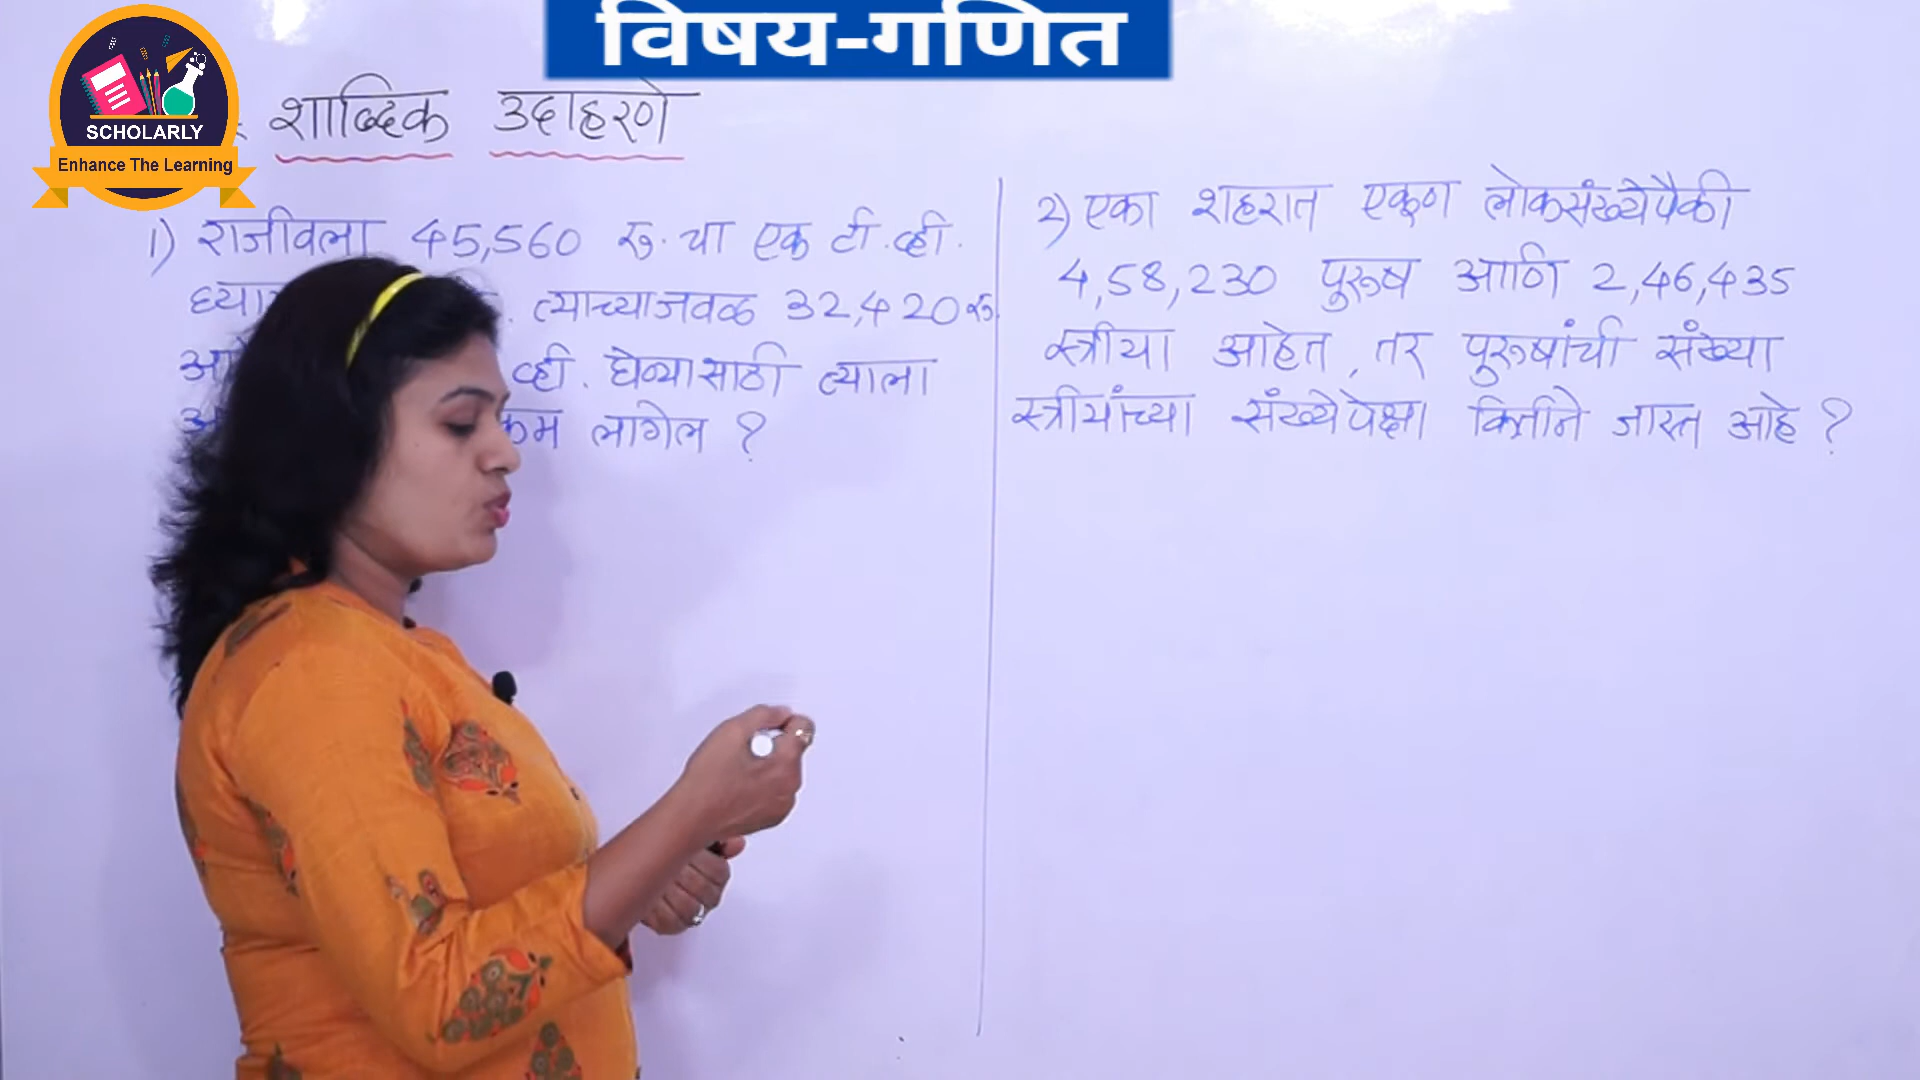 विषय-गणित
SCHOLARLY
Enhance The Learning
शाब्दिक उदाहरणे
1) राजीवला 45,560 रु. चा एक टी.व्ही.
त्याच्याजवळ 32,420 रु.
व्ही. घेन्यासाठी त्याला
लागेल ?
2) एका शहरात एकूण लोकसंख्येपैकी
4,58,230 पुरूष आणि 2,46,435
स्त्रीया आहेत, तर पुरूषांची संख्या
स्त्रीयांच्या संख्येपेक्षा कितीने जास्त आहे ?